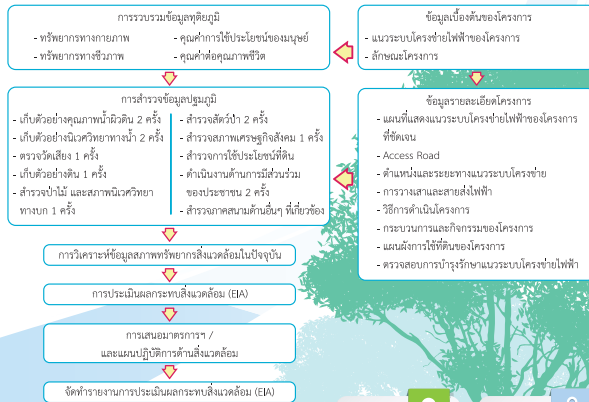 การรวบรวมข้อมูลทุติยภูมิ
- ทรัพยากรทางกายภาพ
- คุณค่าการใช้ประโยชน์ของมนุษย์
- ทรัพยากรทางชีวภาพ
- คุณค่าต่อคุณภาพชีวิต
ข้อมูลเบื้องต้นของโครงการ
- แนวระบบโครงข่ายไฟฟ้าของโครงการ
- ลักษณะโครงการ
การสำรวจข้อมูลปฐมภูมิ
- เก็บตัวอย่างคุณภาพน้ำผิวดิน 2 ครั้ง
- เก็บตัวอย่างนิเวศวิทยาทางน้ำ 2 ครั้ง
- ตรวจวัดเสียง 1 ครั้ง
- เก็บตัวอย่างดิน 1 ครั้ง
- สำรวจป่าไม้ และสภาพนิเวศวิทยา
ทางบก 1 ครั้ง
- สำรวจสัตว์ป่า 2 ครั้ง
- สำรวจสภาพเศรษฐกิจสังคม 1 ครั้ง
- สำรวจการใช้ประโยชน์ที่ดิน
- ดำเนินงานด้านการมีส่วนร่วม
ของประชาชน 2 ครั้ง
- สำรวจภาคสนามด้านอื่นๆ ที่เกี่ยวข้อง
ข้อมูลรายละเอียดโครงการ
- แผนที่แสดงแนวระบบโครงข่ายไฟฟ้าของโครงการ
ที่ชัดเจน
- Access Road
- ตำแหน่งและระยะทางแนวระบบโครงข่าย
- การวางเสาและสายส่งไฟฟ้า
- วิธีการดำเนินโครงการ
- กระบวนการและกิจกรรมของโครงการ
- แผนผังการใช้ที่ดินของโครงการ
- ตรวจสอบการบำรุงรักษาแนวระบบโครงข่ายไฟฟ้า
การวิเคราะห์ข้อมูลสภาพทรัพยากรสิ่งแวดล้อมในปัจจุบัน
การประเมินผลกระทบสิ่งแวดล้อม (EIA)
การเสนอมาตรการฯ /
และแผนปฏิบัติการด้านสิ่งแวดล้อม
จัดทำรายงานการประเมินผลกระทบสิ่งแวดล้อม (EIA)